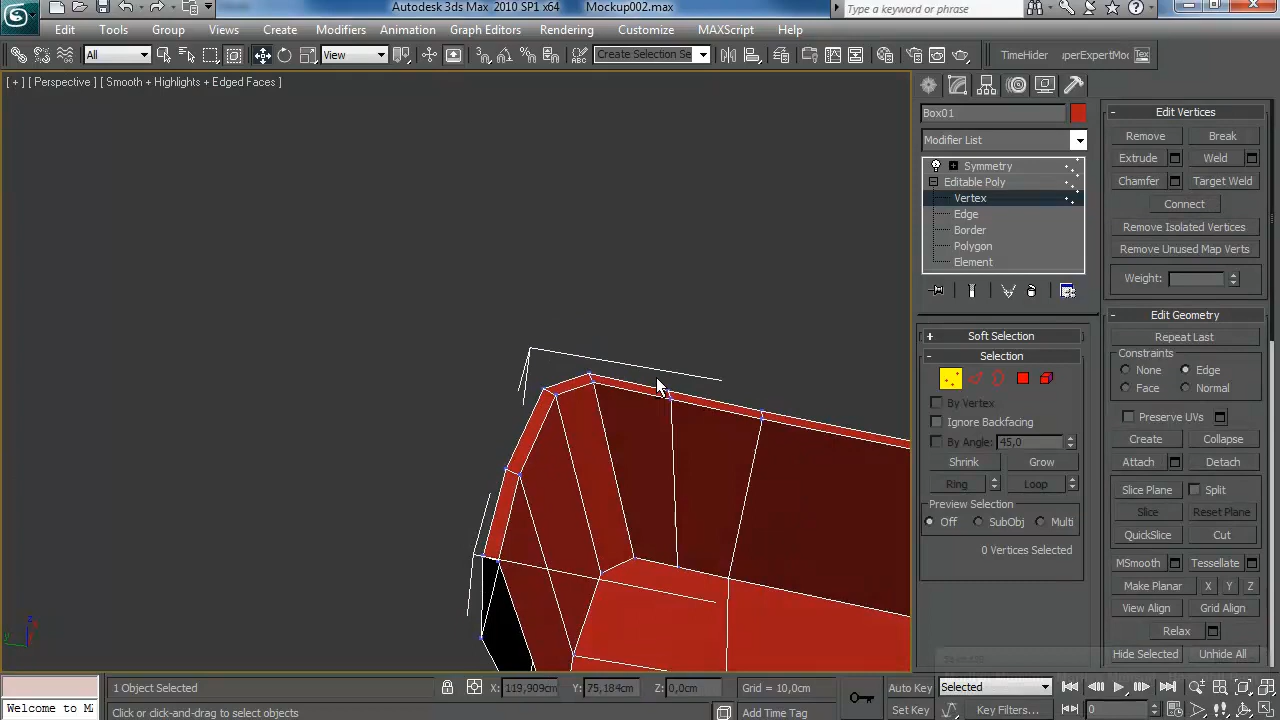 Autodesk 3ds Max 2010 SP1 x64 Mockup002.max
Type a keyword or phrase
Edit Tools Group Views Create Modifiers Animation Graph Editors Rendering Customize MAXScript Help
All View Create Selection Se TimeHider uperExpertMod Tex
[ + ] [ Perspective ] [ Smooth + Highlights + Edged Faces ]
Box01
Modifier List
Symmetry
Editable Poly
Vertex
Edge
Border
Polygon
Element
Soft Selection
Selection
By Vertex
Ignore Backfacing
By Angle: 45,0
Shrink Grow
Ring Loop
Preview Selection
Off SubObj Multi
0 Vertices Selected
Edit Vertices
Remove Break
Extrude Weld
Chamfer Target Weld
Connect
Remove Isolated Vertices
Remove Unused Map Verts
Weight:
Edit Geometry
Repeat Last
Constraints
None Edge
Face Normal
Preserve UVs
Create Collapse
Attach Detach
Slice Plane Split
Slice Reset Plane
QuickSlice Cut
MSmooth Tessellate
Make Planar X Y Z
View Align Grid Align
Relax
Hide Selected Unhide All
1 Object Selected X: 119,909cm Y: 75,184cm Z: 0,0cm Grid = 10,0cm Auto Key Selected
Welcome to M Click or click-and-drag to select objects Add Time Tag Set Key Key Filters... 0